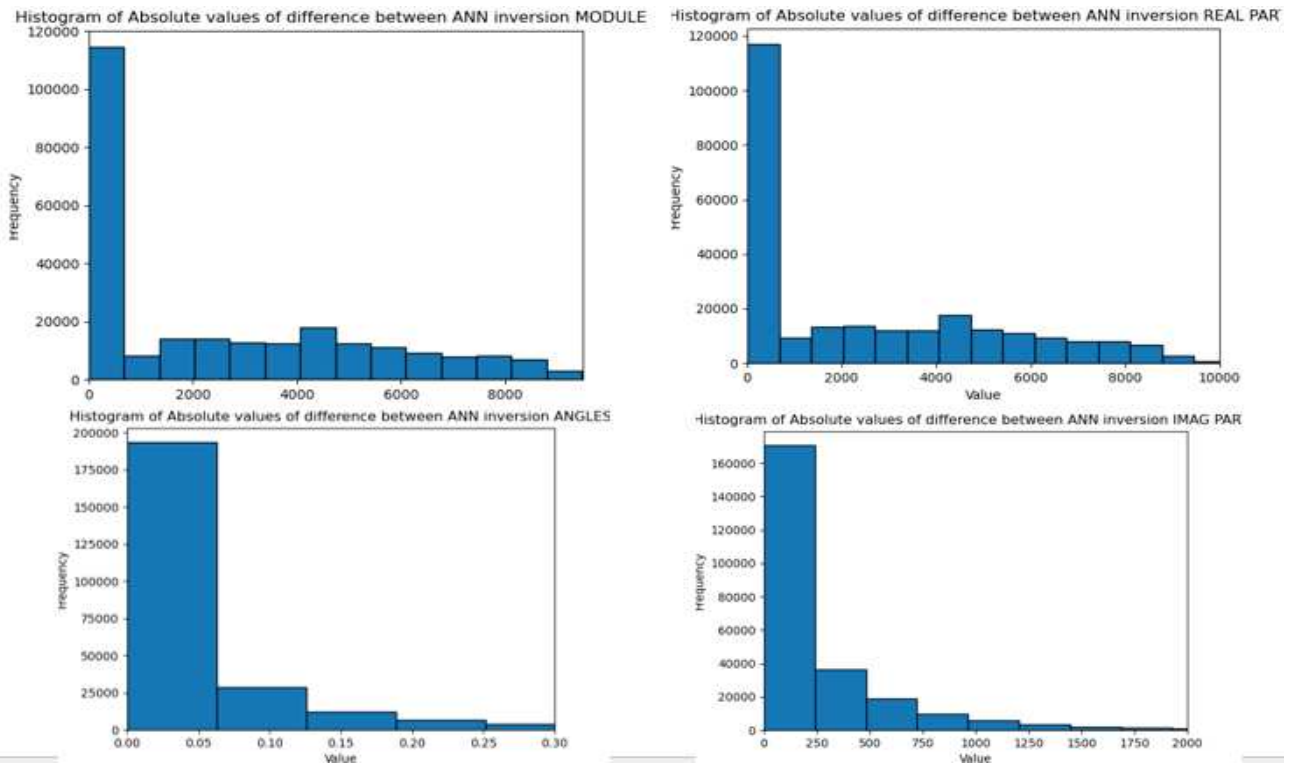 Histogram of Absolute values of difference between ANN inversion MODULE
120000
100000
80000
60000
40000
20000
0
Frequency
0 2000 4000 6000 8000
Histogram of Absolute values of difference between ANN inversion REAL PAR
120000
100000
80000
60000
40000
20000
0
Frequency
0 2000 4000 6000 8000 10000
Value
Histogram of Absolute values of difference between ANN inversion ANGLES
200000
175000
150000
125000
100000
75000
50000
25000
0
Frequency
0.00 0.05 0.10 0.15 0.20 0.25 0.30
Value
Histogram of Absolute values of difference between ANN inversion IMAG PAR
160000
140000
120000
100000
80000
60000
40000
20000
0
Frequency
0 250 500 750 1000 1250 1500 1750 2000
Value